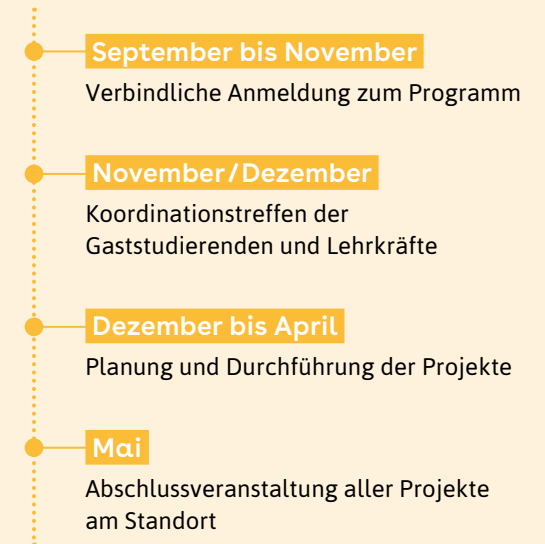 September bis November
Verbindliche Anmeldung zum Programm
November/Dezember
Koordinationstreffen der
Gaststudierenden und Lehrkräfte
Dezember bis April
Planung und Durchführung der Projekte
Mai
Abschlussveranstaltung aller Projekte
am Standort